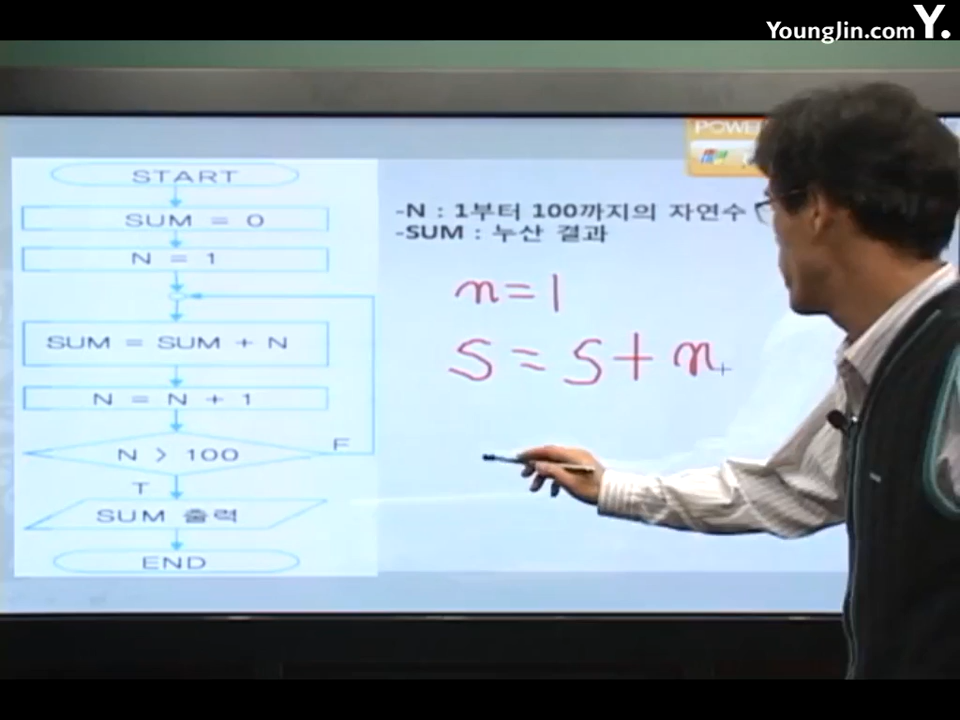 YoungJin.com Y.
POWE
START
SUM = 0
N = 1
SUM = SUM + N
N = N + 1
N > 100
F
T
SUM 출력
END
-N : 1부터 100까지의 자연수
-SUM : 누산 결과
n = 1
S = S + n